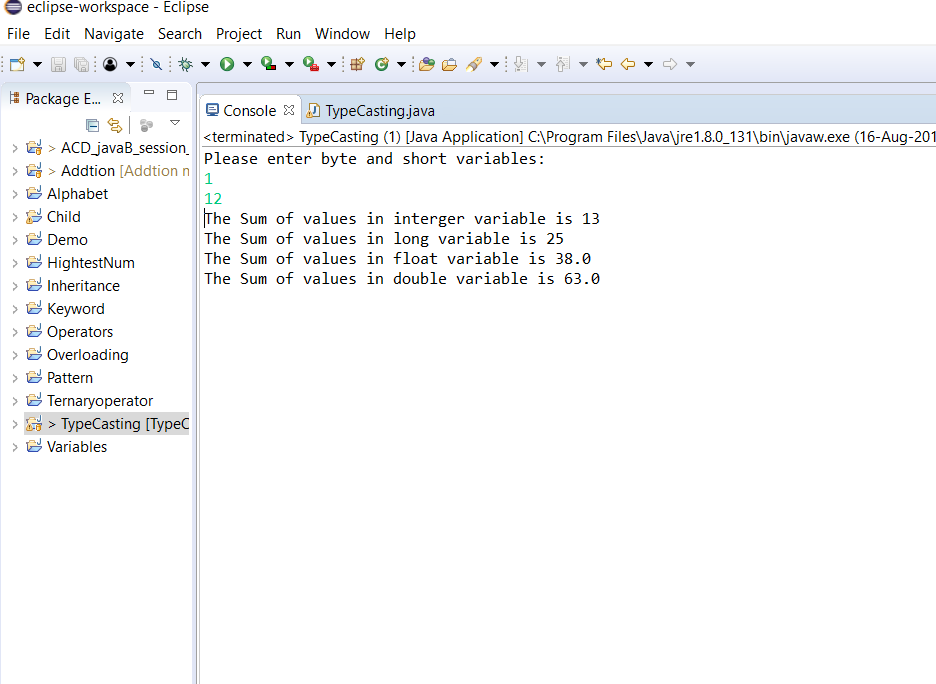 eclipse-workspace - Eclipse
File Edit Navigate Search Project Run Window Help
Package E...
> ACD_javaB_session_
> Addtion [Addtion n
Alphabet
Child
Demo
HightestNum
Inheritance
Keyword
Operators
Overloading
Pattern
Ternaryoperator
> TypeCasting [TypeC
Variables
Console TypeCasting.java
<terminated> TypeCasting (1) [Java Application] C:\Program Files\Java\jre1.8.0_131\bin\javaw.exe (16-Aug-201
Please enter byte and short variables:
1
12
The Sum of values in interger variable is 13
The Sum of values in long variable is 25
The Sum of values in float variable is 38.0
The Sum of values in double variable is 63.0